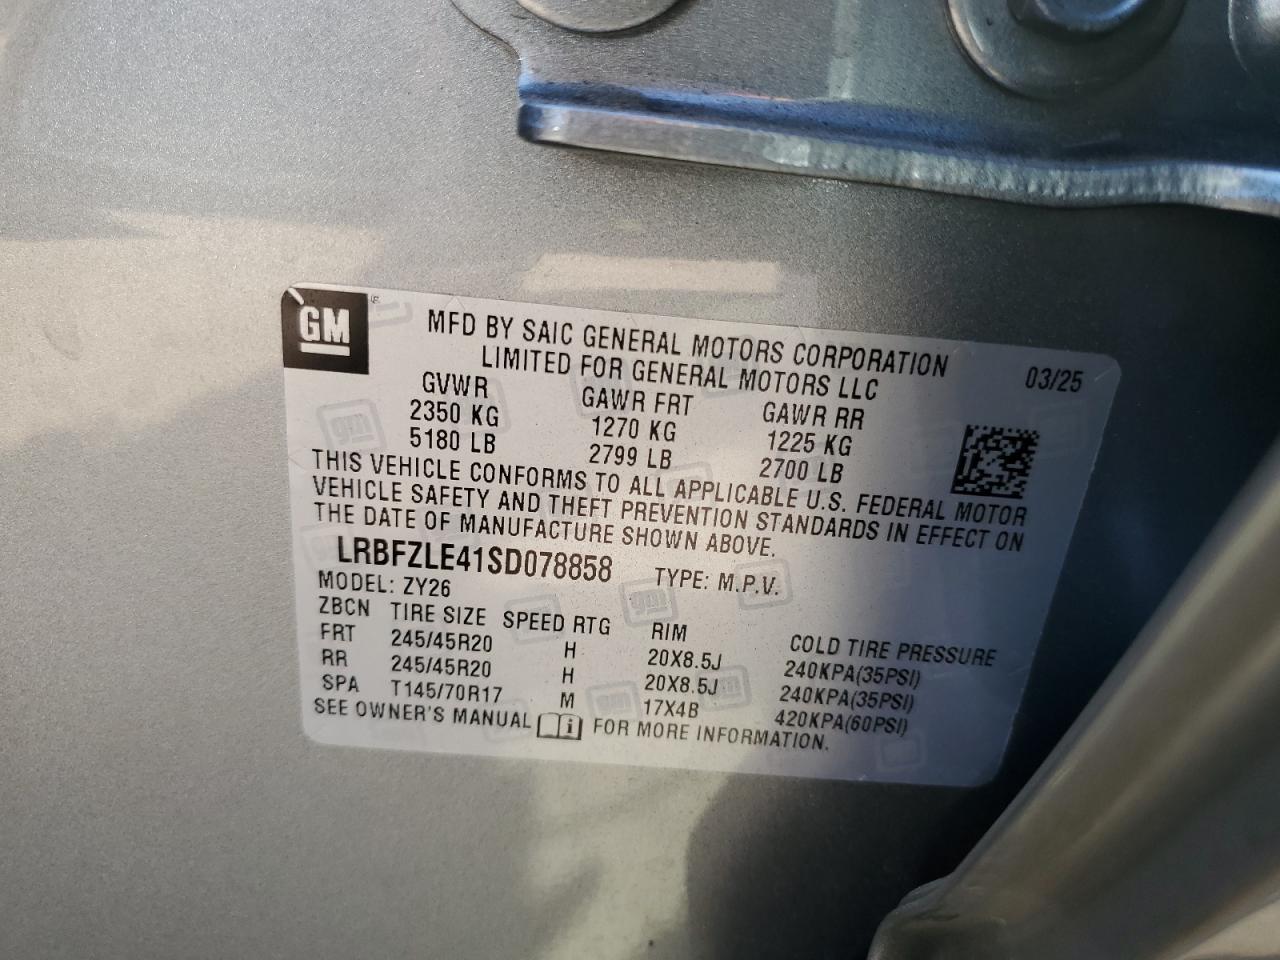 GM
MFD BY SAIC GENERAL MOTORS CORPORATION
LIMITED FOR GENERAL MOTORS LLC
03/25
GVWR GAWR FRT GAWR RR
2350 KG 1270 KG 1225 KG
5180 LB 2799 LB 2700 LB
THIS VEHICLE CONFORMS TO ALL APPLICABLE U.S. FEDERAL MOTOR
VEHICLE SAFETY AND THEFT PREVENTION STANDARDS IN EFFECT ON
THE DATE OF MANUFACTURE SHOWN ABOVE.
LRBFZLE41SD078858 TYPE: M.P.V.
MODEL: ZY26
ZBCN TIRE SIZE SPEED RTG RIM COLD TIRE PRESSURE
FRT 245/45R20 H 20X8.5J 240KPA(35PSI)
RR 245/45R20 H 20X8.5J 240KPA(35PSI)
SPA T145/70R17 M 17X4B 420KPA(60PSI)
SEE OWNER'S MANUAL i FOR MORE INFORMATION.